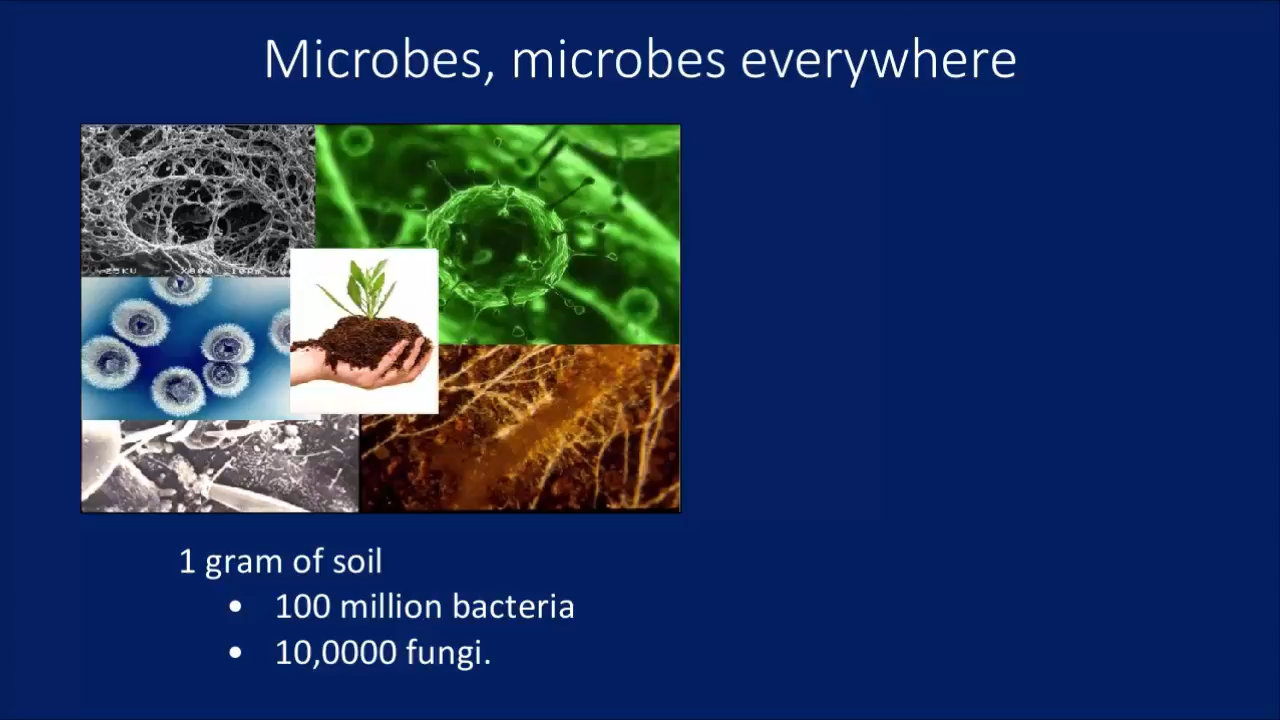 Microbes, microbes everywhere
1 gram of soil
• 100 million bacteria
• 10,0000 fungi.